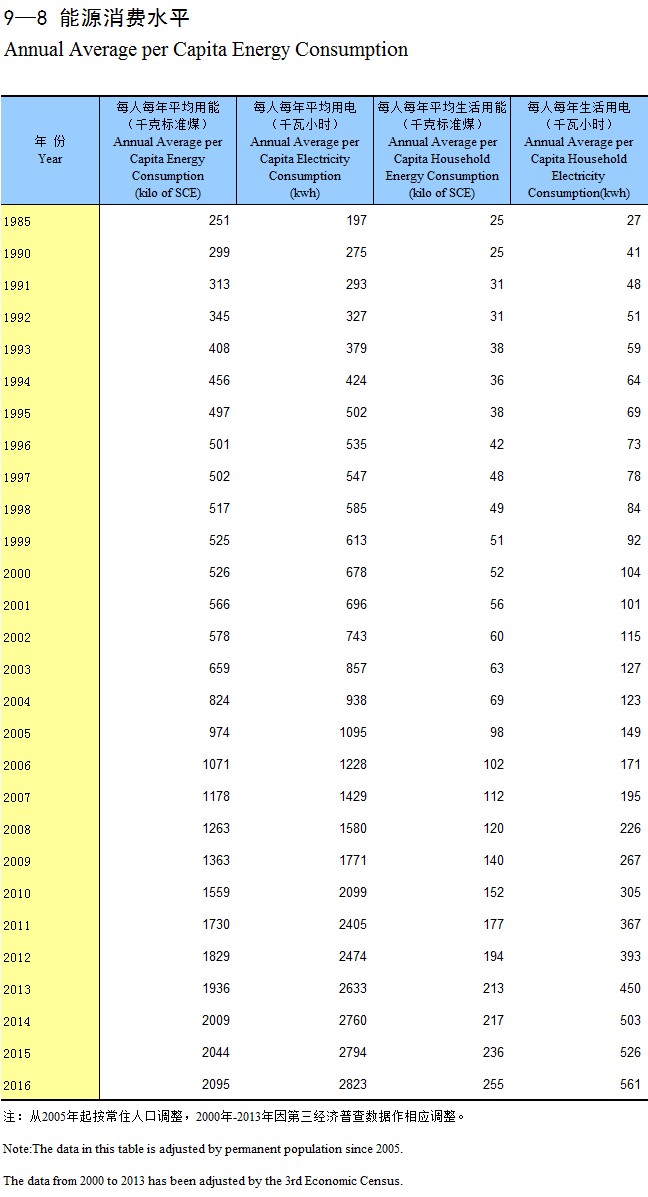 9—8 能源消费水平
Annual Average per Capita Energy Consumption
年 份
Year
每人每年平均用能
（千克标准煤）
Annual Average per
Capita Energy
Consumption
(kilo of SCE)
每人每年平均用电
（千瓦小时）
Annual Average per
Capita Electricity
Consumption
(kwh)
每人每年平均生活用能
（千克标准煤）
Annual Average per
Capita Household
Energy Consumption
(kilo of SCE)
每人每年生活用电
（千瓦小时）
Annual Average per
Capita Household
Electricity
Consumption(kwh)
1985 251 197 25 27
1990 299 275 25 41
1991 313 293 31 48
1992 345 327 31 51
1993 408 379 38 59
1994 456 424 36 64
1995 497 502 38 69
1996 501 535 42 73
1997 502 547 48 78
1998 517 585 49 84
1999 525 613 51 92
2000 526 678 52 104
2001 566 696 56 101
2002 578 743 60 115
2003 659 857 63 127
2004 824 938 69 123
2005 974 1095 98 149
2006 1071 1228 102 171
2007 1178 1429 112 195
2008 1263 1580 120 226
2009 1363 1771 140 267
2010 1559 2099 152 305
2011 1730 2405 177 367
2012 1829 2474 194 393
2013 1936 2633 213 450
2014 2009 2760 217 503
2015 2044 2794 236 526
2016 2095 2823 255 561
注：从2005年起按常住人口调整，2000年-2013年因第三经济普查数据作相应调整。
Note:The data in this table is adjusted by permanent population since 2005.
The data from 2000 to 2013 has been adjusted by the 3rd Economic Census.